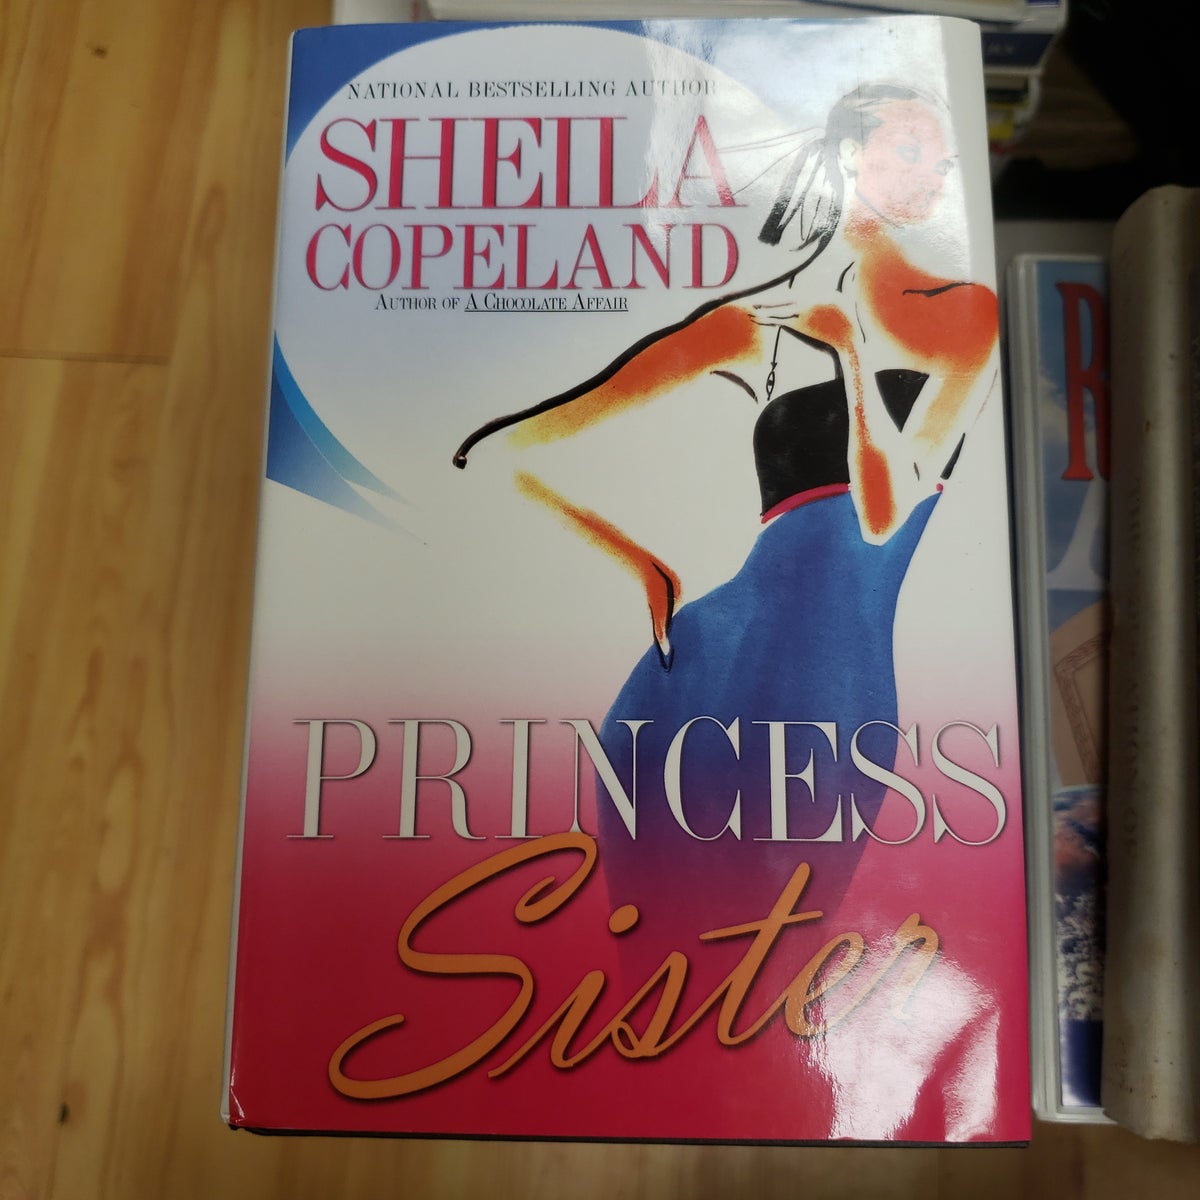 NATIONAL BESTSELLING AUTHOR
SHEILA
COPELAND
AUTHOR OF A CHOCOLATE AFFAIR
PRINCESS
Sister